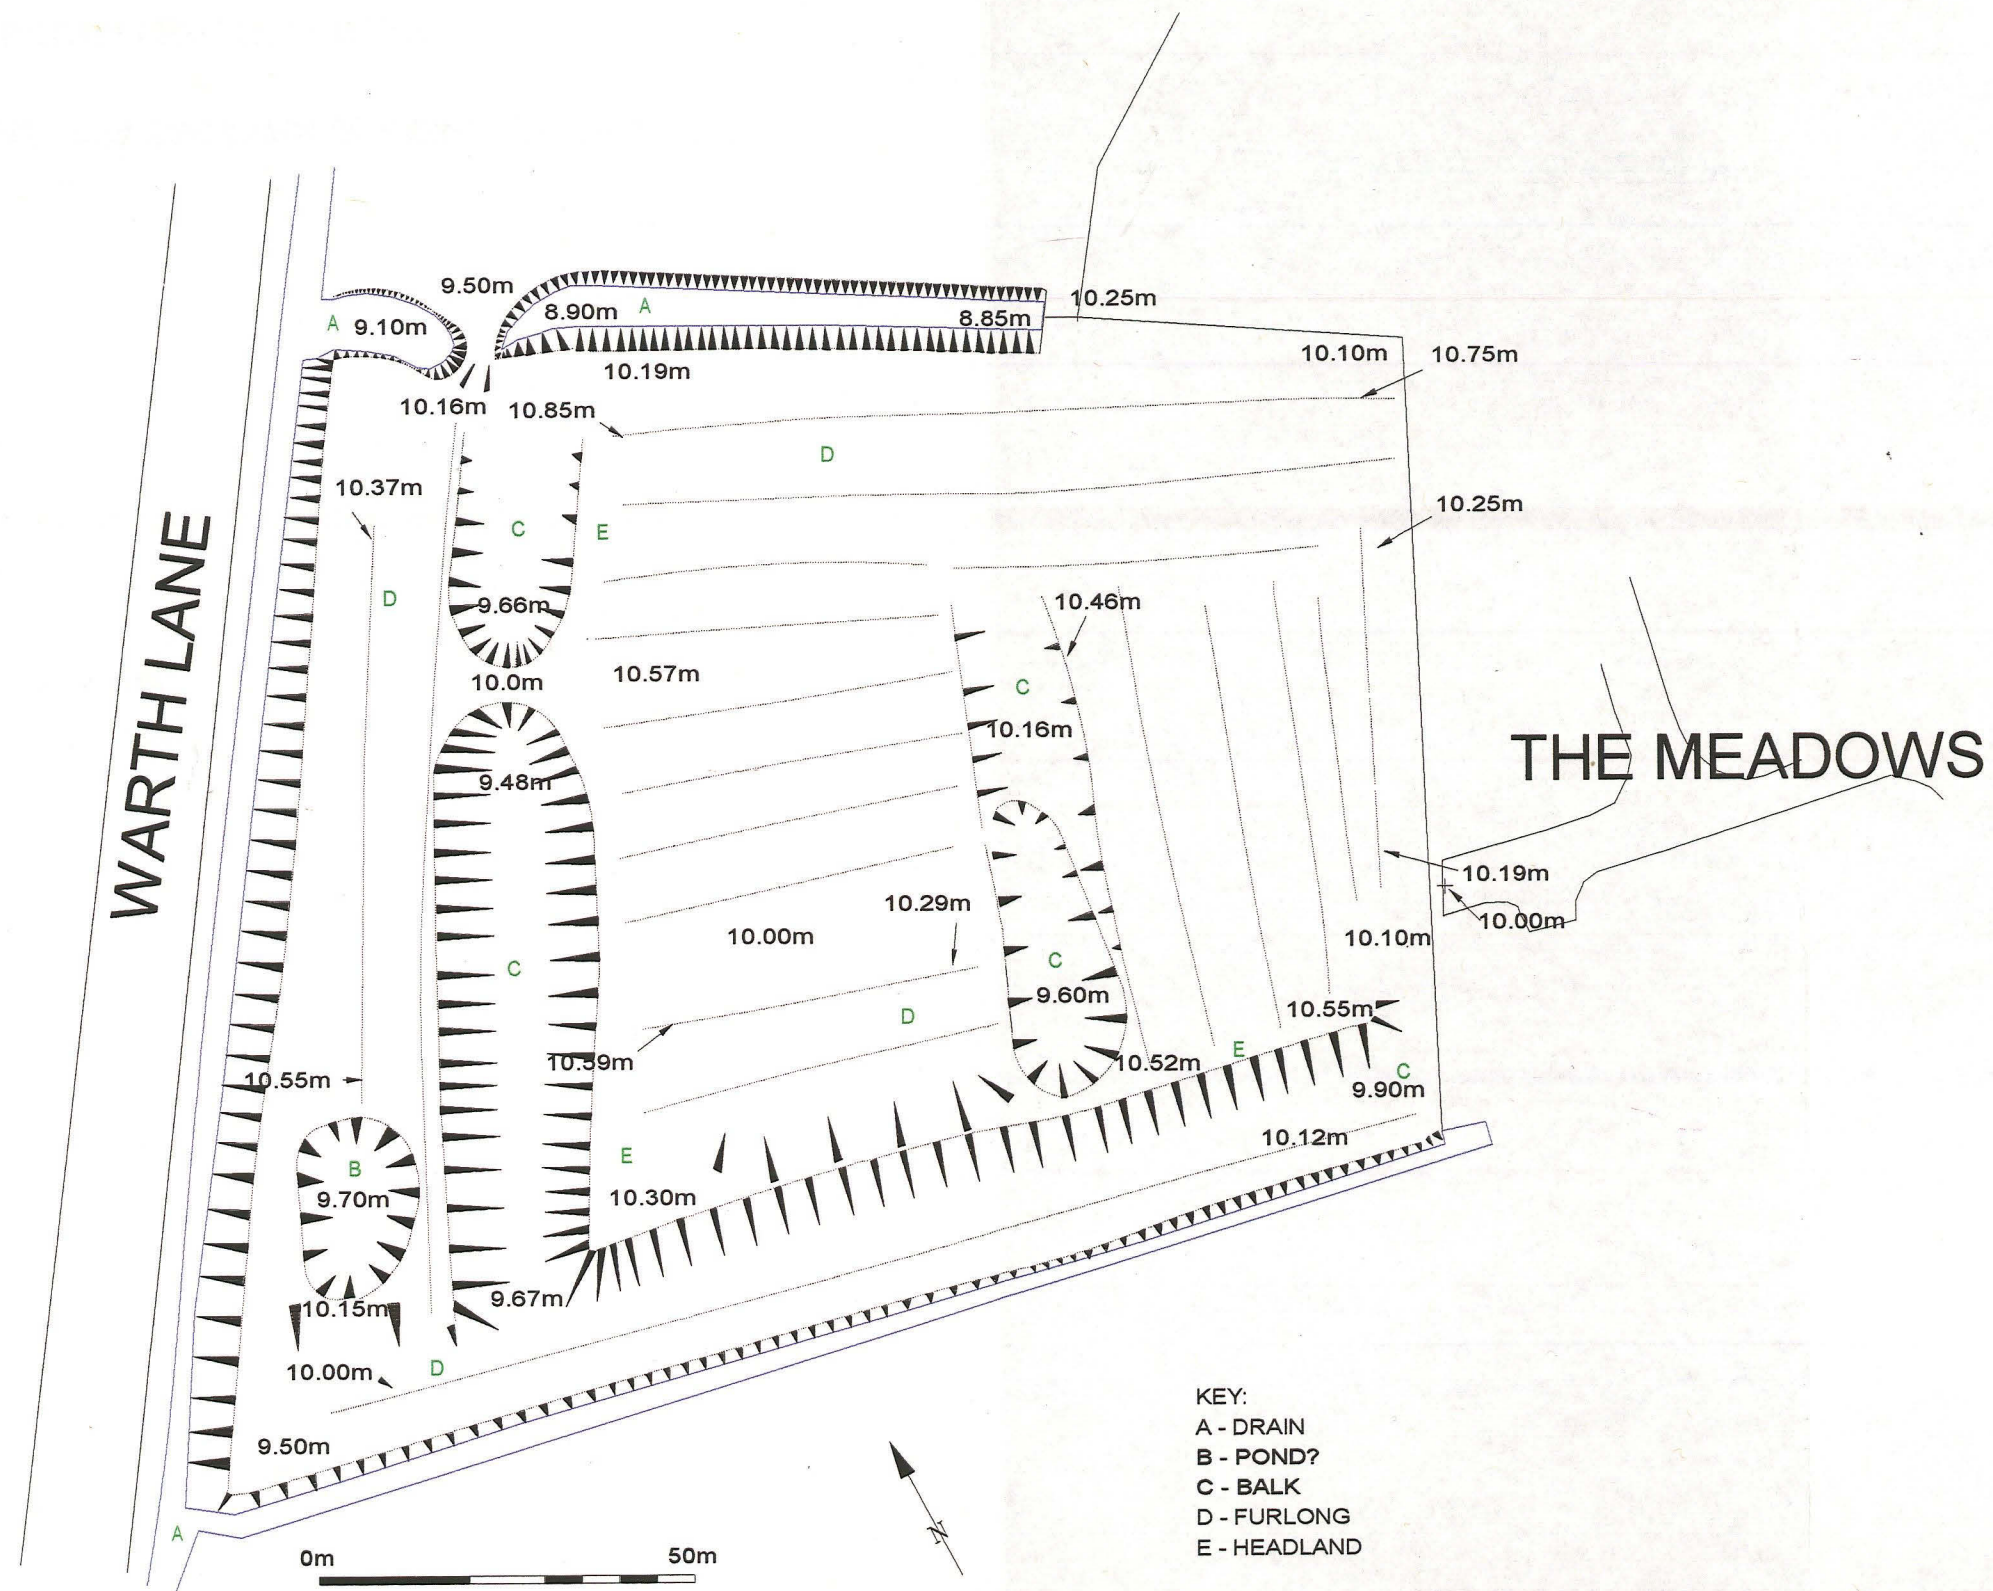 9.50m
10.25m
8.90m
A
A
9.10m
8.85m
10.10m
10.75m
10.19m
10.16m
10.85m
D
10.37m
10.25m
C
E
D
9.66m
10.46m
10.57m
10.0m
C
10.16m
WARTH LANE
THE MEADOWS
9.48m
10.19m
10.29m
10.00m
10.00m
10.10m
C
C
9.60m
10.55m
D
10.59m
10.52m
E
C
10.55m
9.90m
10.12m
E
B
9.70m
10.30m
9.67m
10.15m
10.00m
D
9.50m
A
N
0m
50m
KEY:
A - DRAIN
B - POND?
C - BALK
D - FURLONG
E - HEADLAND